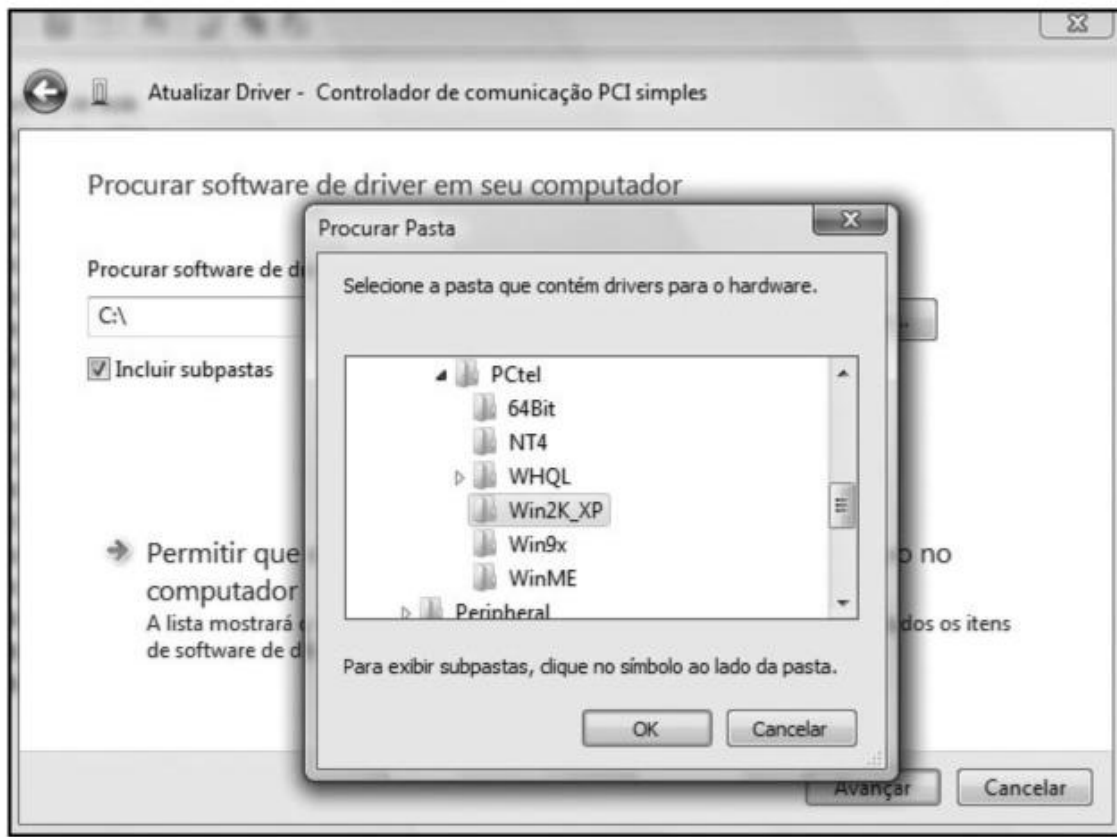 Atualizar Driver - Controlador de comunicação PCI simples
Procurar software de driver em seu computador
Procurar Pasta
Procurar software de
Selecione a pasta que contém drivers para o hardware.
C:\
Incluir subpastas
PCtel
64Bit
NT4
WHQL
Win2K_XP
Win9x
WinME
Peripheral
Permitir que
no
computador
A lista mostrará
dos os itens
de software de
Para exibir subpastas, clique no símbolo ao lado da pasta.
OK
Cancelar
Avançar
Cancelar